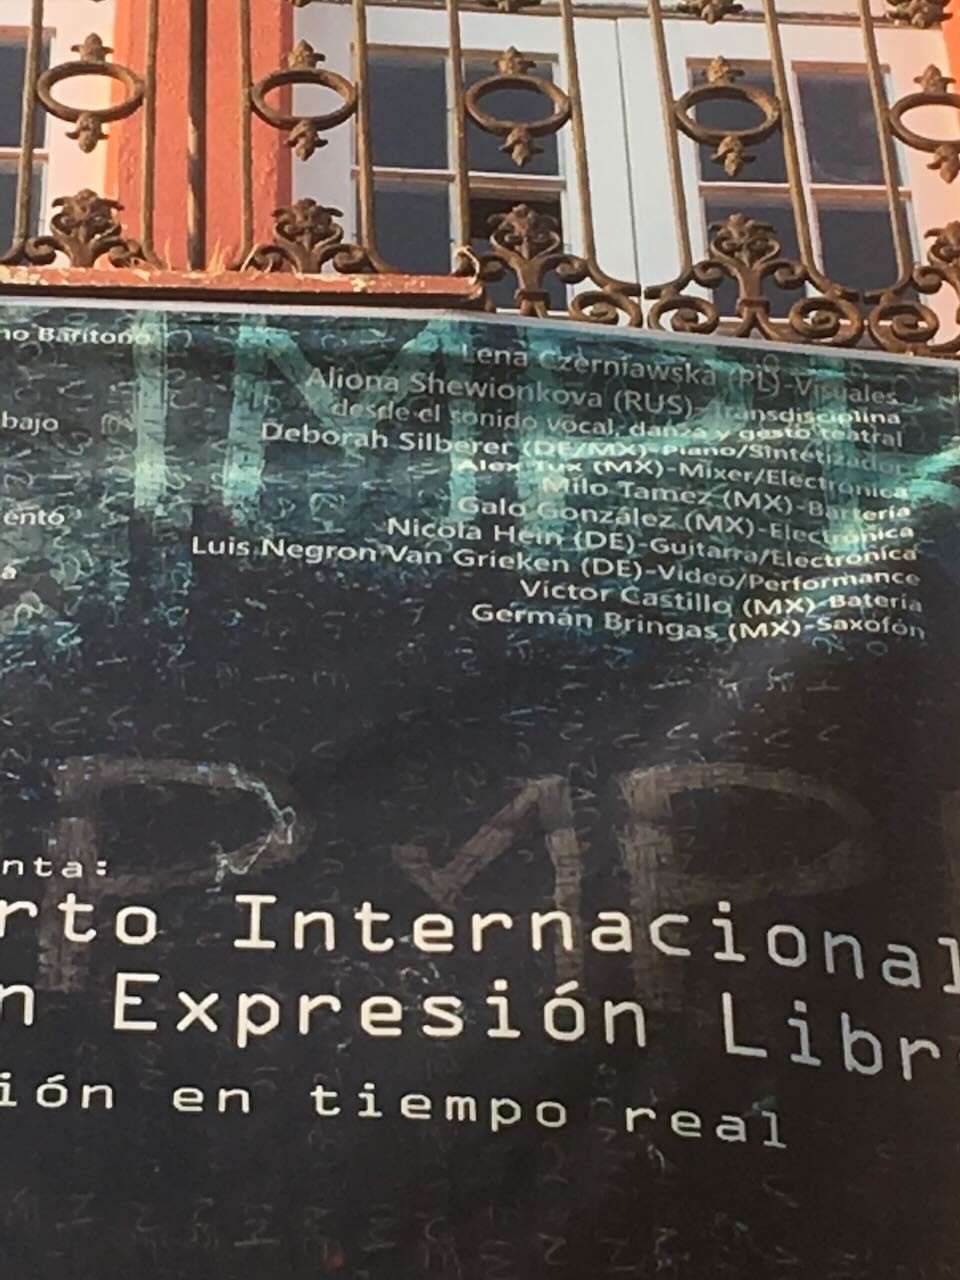 no Barítono
bajo
ento
a
Lena Czerniawska (PL)-Visuales
Aliona Shewionkova (RUS)-Transdisciplina
desde el sonido vocal, danza y gesto teatral
Deborah Silberer (DE/MX)-Piano/Sintetizador
Alex Tux (MX)-Mixer/Electrónica
Milo Tamez (MX)-Batería
Galo González (MX)-Electrónica
Nicola Hein (DE)-Guitarra/Electrónica
Luis Negron Van Grieken (DE)-Video/Performance
Víctor Castillo (MX)-Batería
Germán Bringas (MX)-Saxofón
nta:
rto Internacional
n Expresión Libr
ión en tiempo real